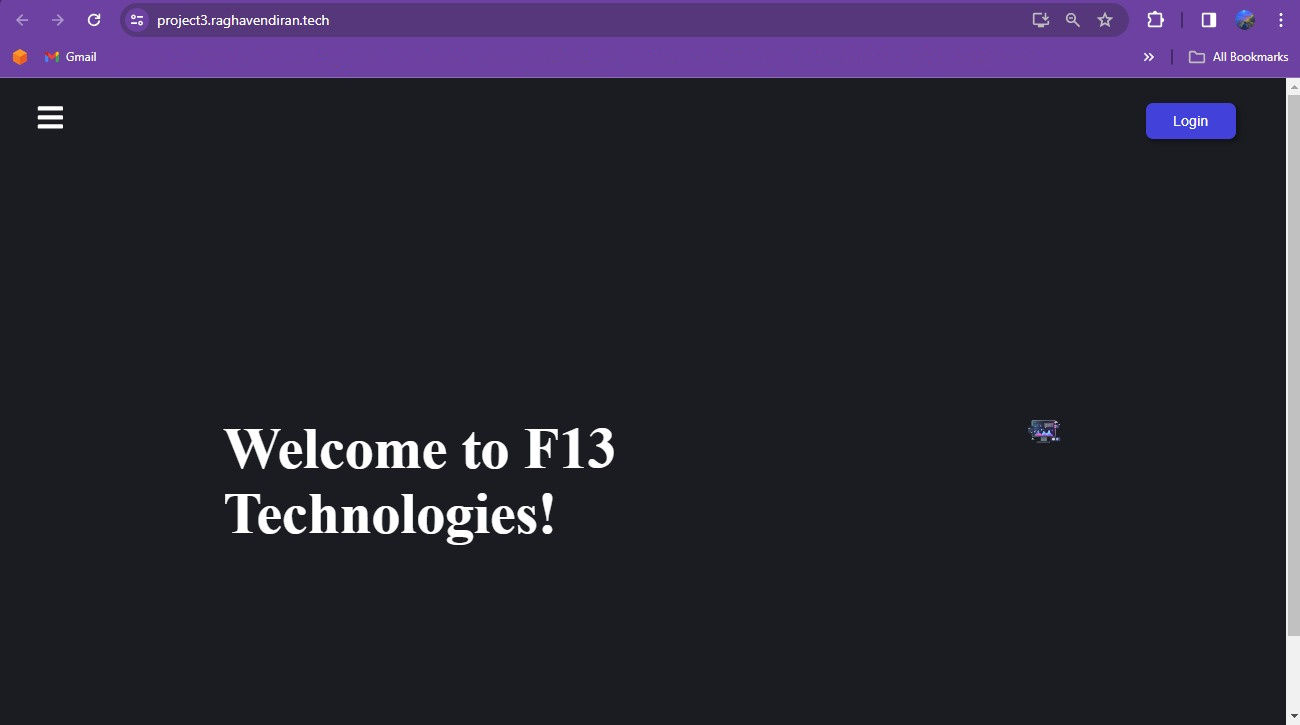 project3.raghavendiran.tech
Gmail
All Bookmarks
Login
Welcome to F13
Technologies!